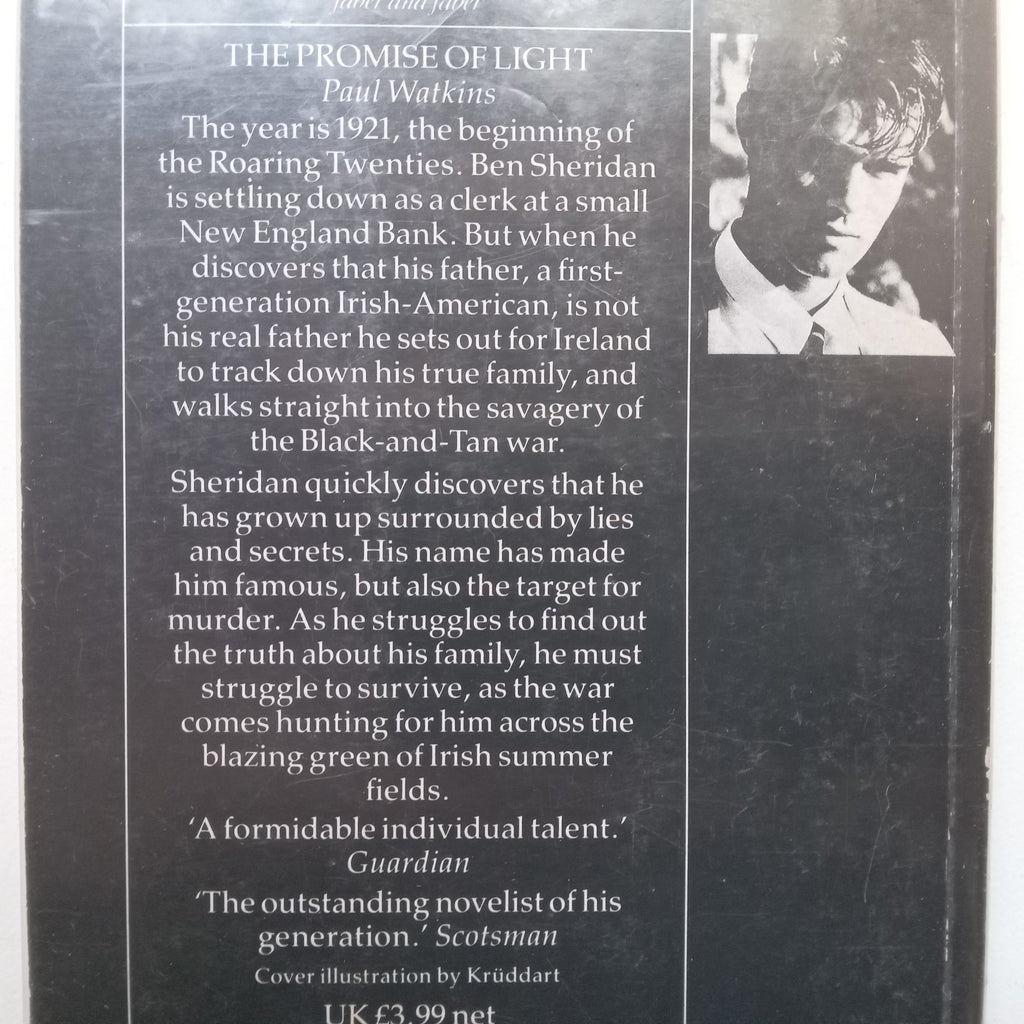 faber and faber
THE PROMISE OF LIGHT
Paul Watkins
The year is 1921, the beginning of
the Roaring Twenties. Ben Sheridan
is settling down as a clerk at a small
New England Bank. But when he
discovers that his father, a first-
generation Irish-American, is not
his real father he sets out for Ireland
to track down his true family, and
walks straight into the savagery of
the Black-and-Tan war.
Sheridan quickly discovers that he
has grown up surrounded by lies
and secrets. His name has made
him famous, but also the target for
murder. As he struggles to find out
the truth about his family, he must
struggle to survive, as the war
comes hunting for him across the
blazing green of Irish summer
fields.
‘A formidable individual talent.’
Guardian
‘The outstanding novelist of his
generation.’ Scotsman
Cover illustration by Krüddart
UK £3.99 net